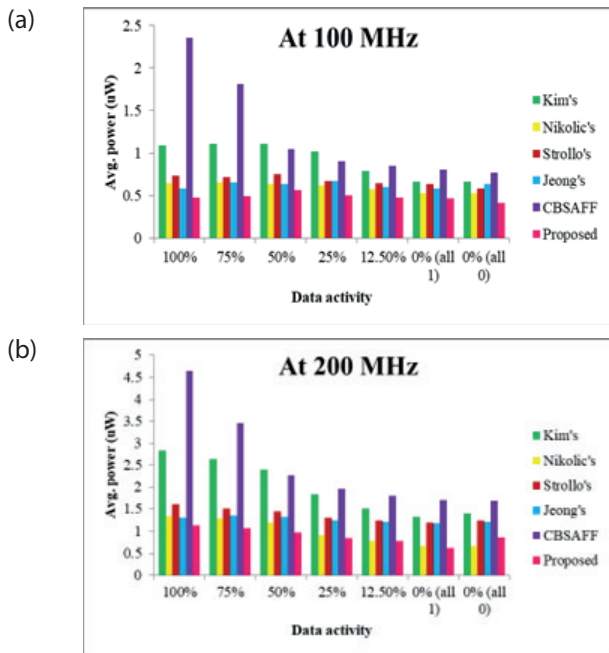 (a)
At 100 MHz
Avg. power (uW)
2.5
2
1.5
1
0.5
0
100%
75%
50%
25%
12.50%
0% (all 1)
0% (all 0)
Data activity
Kim's
Nikolic's
Strollo's
Jeong's
CBSAFF
Proposed
(b)
At 200 MHz
Avg. power (uW)
5
4.5
4
3.5
3
2.5
2
1.5
1
0.5
0
100%
75%
50%
25%
12.50%
0% (all 1)
0% (all 0)
Data activity
Kim's
Nikolic's
Strollo's
Jeong's
CBSAFF
Proposed